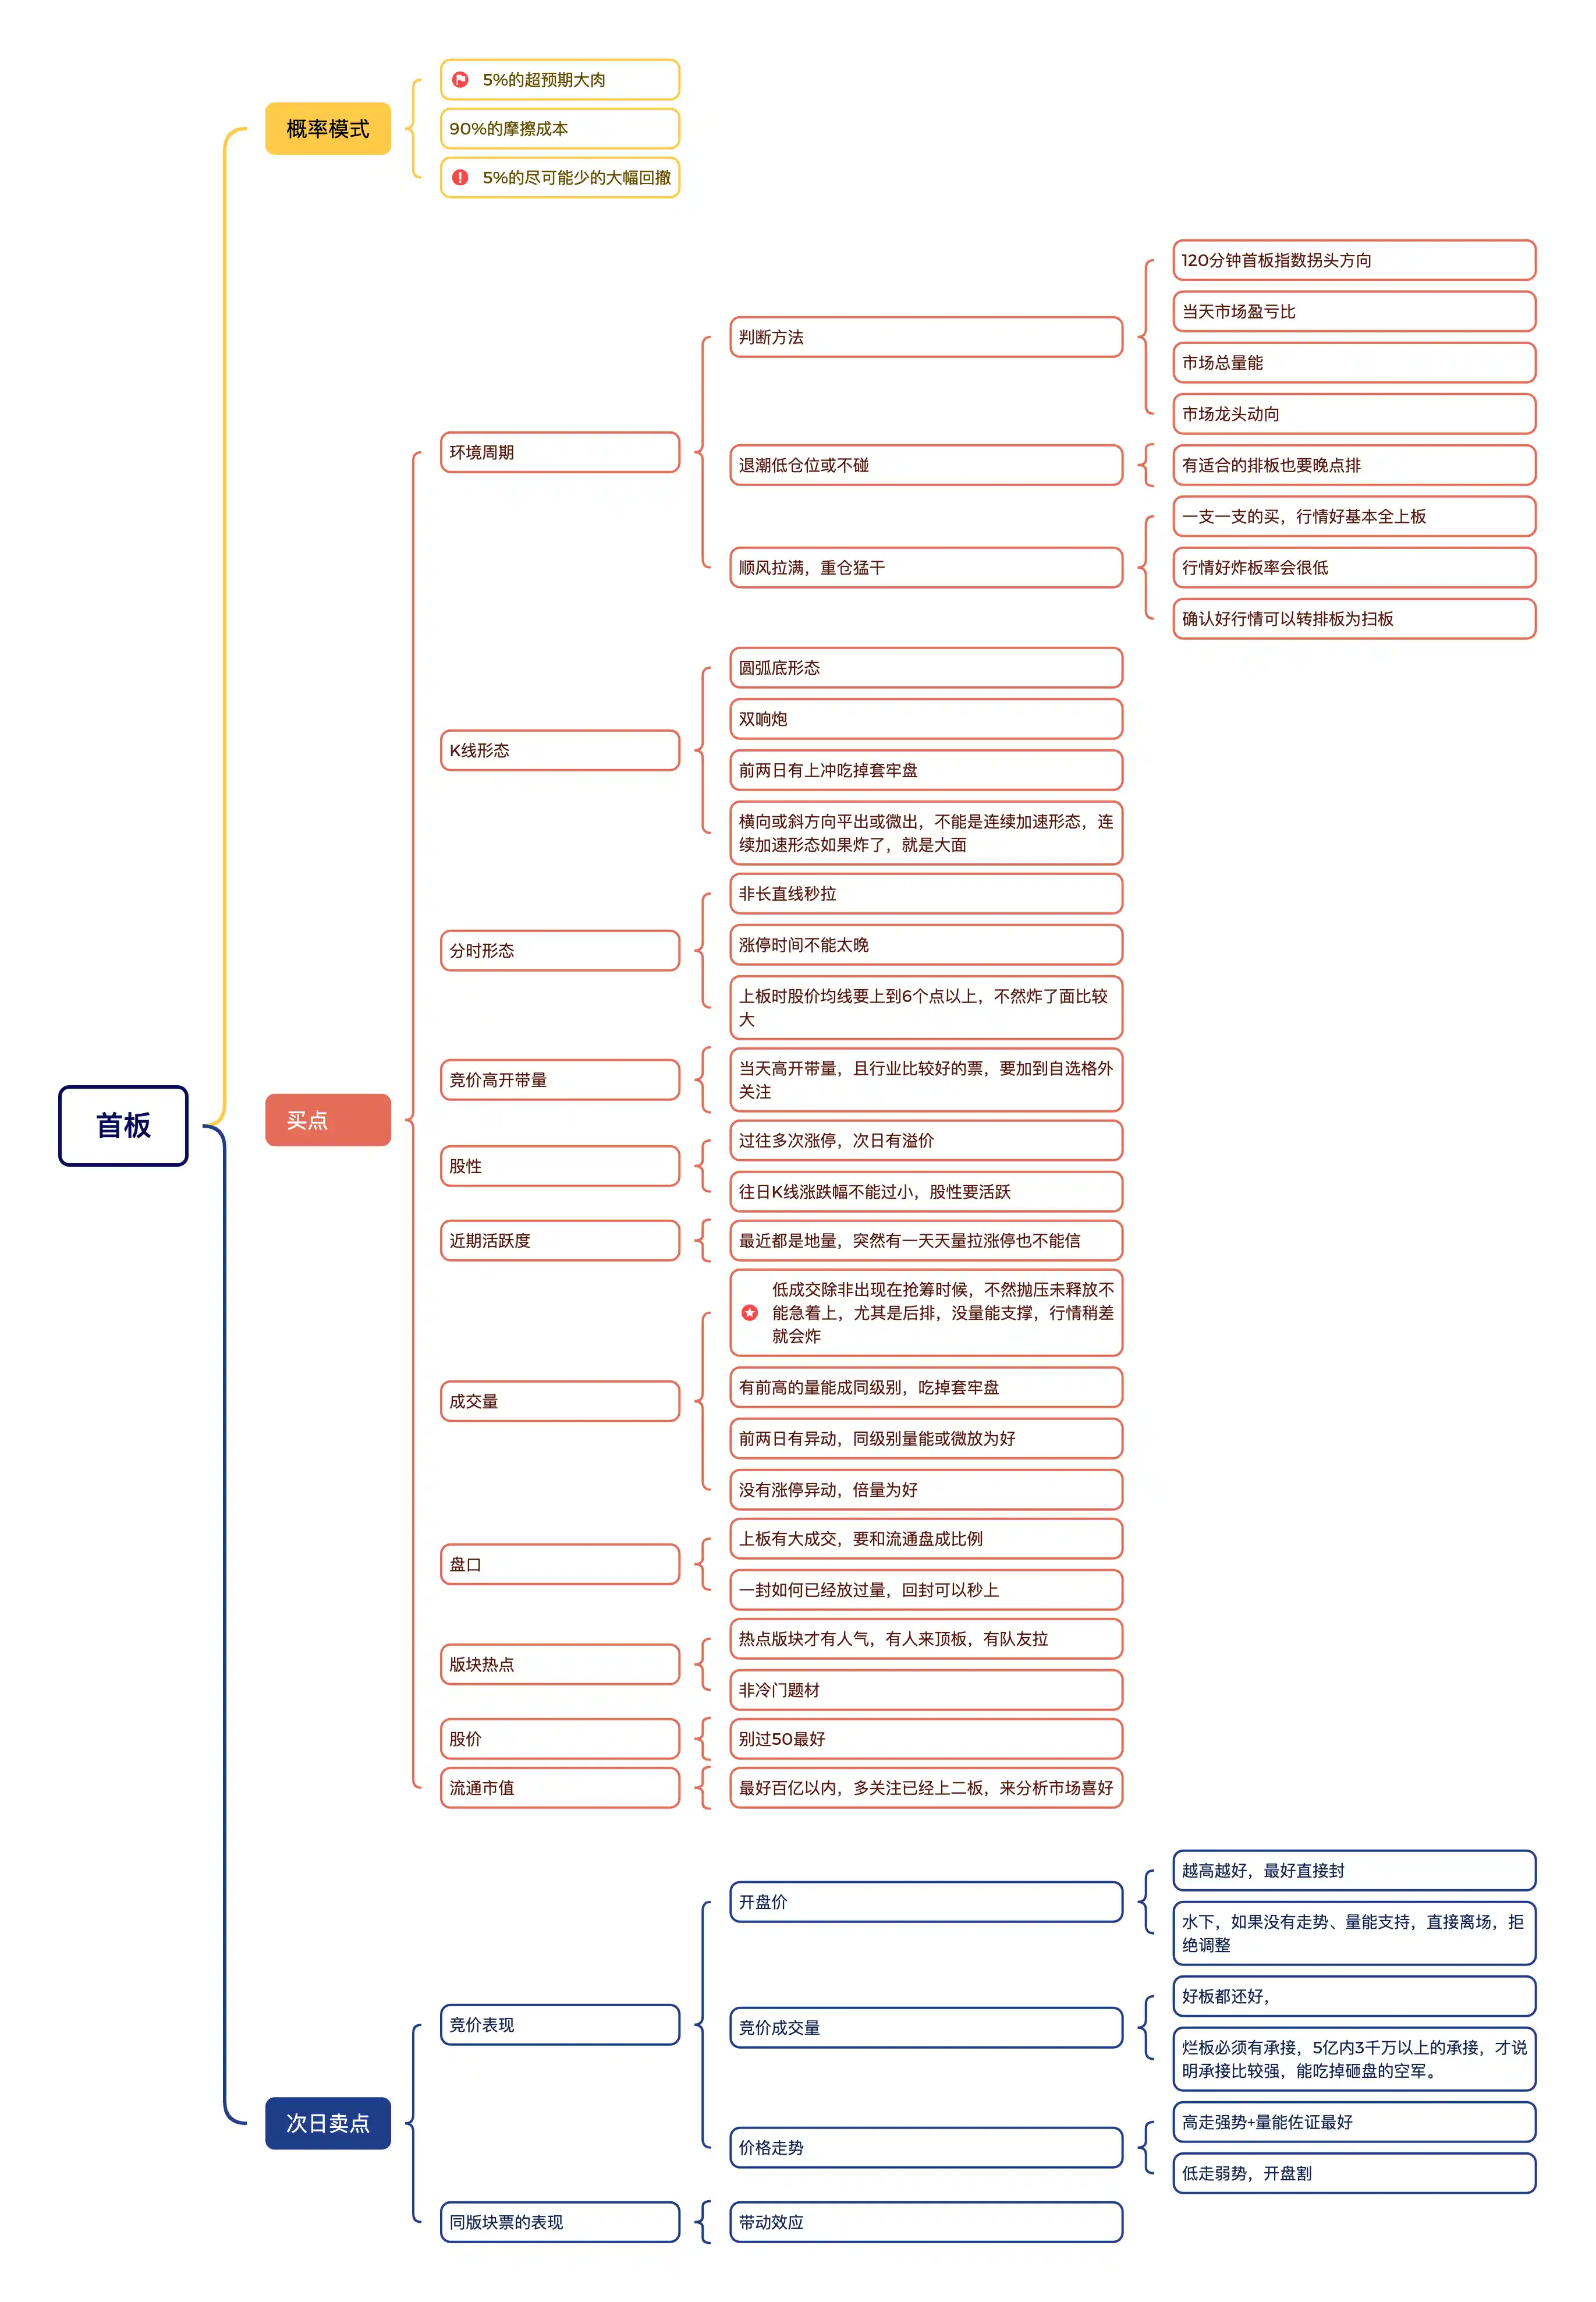 首板
概率模式
5%的超预期大肉
90%的摩擦成本
5%的尽可能少的大幅回撤
买点
环境周期
判断方法
120分钟首板指数拐头方向
当天市场盈亏比
市场总量能
市场龙头动向
退潮低仓位或不碰
有适合的排板也要晚点排
顺风拉满，重仓猛干
一支一支的买，行情好基本全上板
行情好炸板率会很低
确认好行情可以转排板为扫板
K线形态
圆弧底形态
双响炮
前两日有上冲吃掉套牢盘
横向或斜方向平出或微出，不能是连续加速形态，连
续加速形态如果炸了，就是大面
分时形态
非长直线秒拉
涨停时间不能太晚
上板时股价均线要上到6个点以上，不然炸了面比较
大
竞价高开带量
当天高开带量，且行业比较好的票，要加到自选格外
关注
股性
过往多次涨停，次日有溢价
往日K线涨跌幅不能过小，股性要活跃
近期活跃度
最近都是地量，突然有一天天量拉涨停也不能信
成交量
低成交除非出现在抢筹时候，不然抛压未释放不
能急着上，尤其是后排，没量能支撑，行情稍差
就会炸
有前高的量能成同级别，吃掉套牢盘
前两日有异动，同级别量能或微放为好
没有涨停异动，倍量为好
盘口
上板有大成交，要和流通盘成比例
一封如何已经放过量，回封可以秒上
版块热点
热点版块才有人气，有人来顶板，有队友拉
非冷门题材
股价
别过50最好
流通市值
最好百亿以内，多关注已经上二板，来分析市场喜好
次日卖点
竞价表现
开盘价
越高越好，最好直接封
水下，如果没有走势、量能支持，直接离场，拒
绝调整
竞价成交量
好板都还好，
烂板必须有承接，5亿内3千万以上的承接，才说
明承接比较强，能吃掉砸盘的空军。
价格走势
高走强势+量能佐证最好
低走弱势，开盘割
同版块票的表现
带动效应